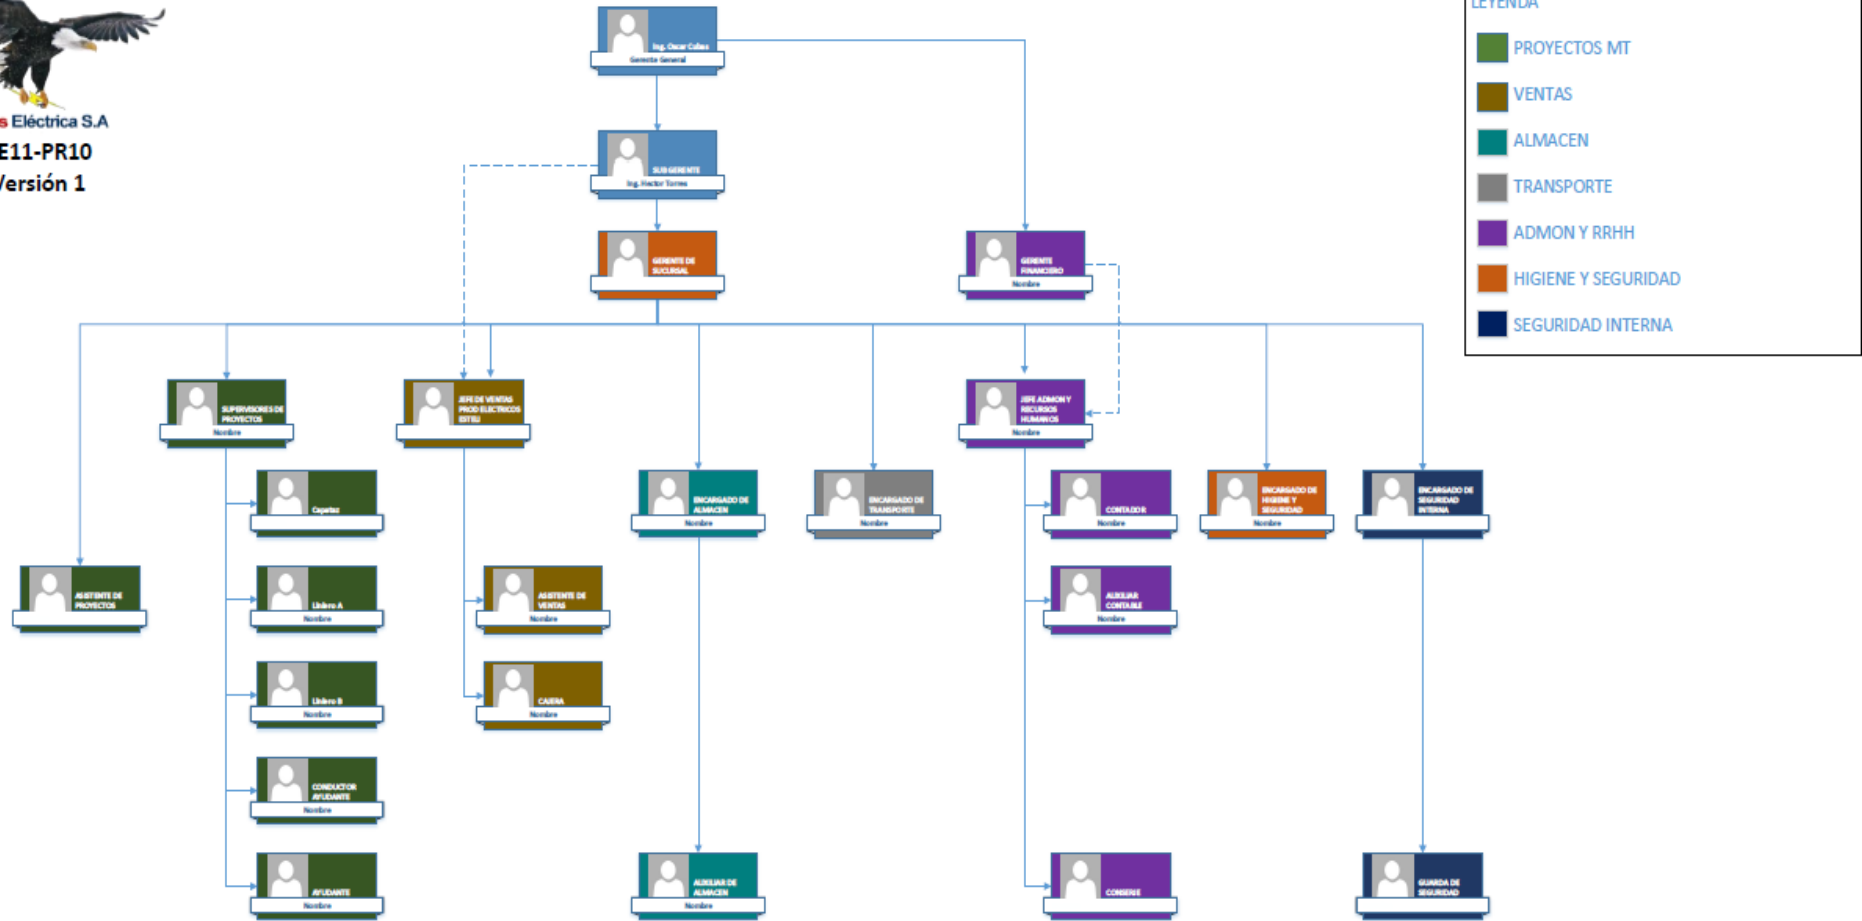 s Eléctrica S.A
E11-PR10
Versión 1
Ing. Oscar Cubas
Gerente General
SUBGERENTE
Ing. Hector Torres
GERENTE DE
SUCURSAL
GERENTE
FINANCIERO
Nombre
LEYENDA
PROYECTOS MT
VENTAS
ALMACEN
TRANSPORTE
ADMON Y RRHH
HIGIENE Y SEGURIDAD
SEGURIDAD INTERNA
SUPERVISORES DE
PROYECTOS
Nombre
JEFE DE VENTAS
PROD ELECTRICOS
JEFE ADMON Y
RECURSOS
HUMANOS
Nombre
Capataz
ENCARGADO DE
ALMACEN
Nombre
ENCARGADO DE
TRANSPORTE
Nombre
CONTADOR
Nombre
ENCARGADO DE
HIGIENE Y
SEGURIDAD
Nombre
ENCARGADO DE
SEGURIDAD
INTERNA
ASISTENTE DE
PROYECTOS
Liniero A
Nombre
ASISTENTE DE
VENTAS
Nombre
AUXILIAR
CONTABLE
Nombre
Liniero B
Nombre
CAJERA
Nombre
CONDUCTOR
AYUDANTE
Nombre
AYUDANTE
Nombre
AUXILIAR DE
ALMACEN
Nombre
CONSERJE
Nombre
GUARDA DE
SEGURIDAD
Nombre